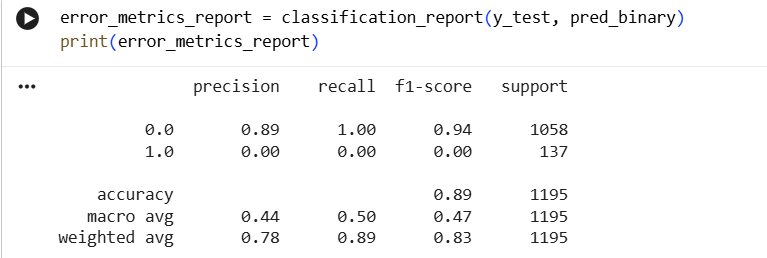 error_metrics_report = classification_report(y_test, pred_binary)
print(error_metrics_report)
precision recall f1-score support
0.0 0.89 1.00 0.94 1058
1.0 0.00 0.00 0.00 137
accuracy 0.89 1195
macro avg 0.44 0.50 0.47 1195
weighted avg 0.78 0.89 0.83 1195